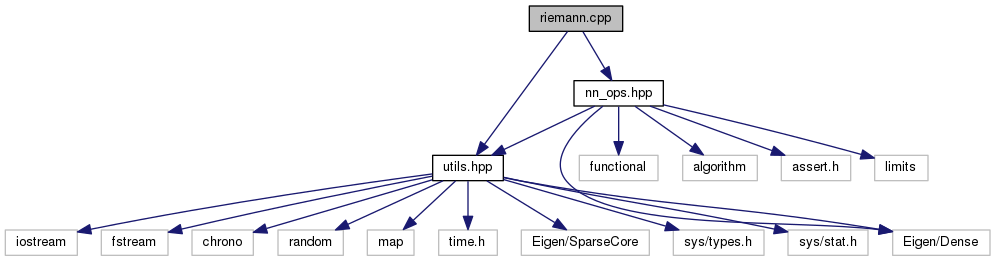 riemann.cpp
nn_ops.hpp
utils.hpp
functional
algorithm
assert.h
limits
iostream
fstream
chrono
random
map
time.h
Eigen/SparseCore
sys/types.h
sys/stat.h
Eigen/Dense